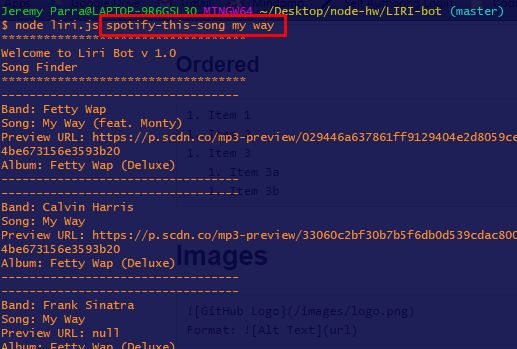 Jeremy Parra@LAPTOP-9R6GSL3O MINGW64 ~/Desktop/node-hw/LIRI-bot (master)
$ node liri.js spotify-this-song my way
***********************************
Welcome to Liri Bot v 1.0
Song Finder
***********************************
-----------------------------------
Band: Fetty Wap
Song: My Way (feat. Monty)
Preview URL: https://p.scdn.co/mp3-preview/029446a637861ff9129404e2d8059ce
4be673156e3593b20
Album: Fetty Wap (Deluxe)
-----------------------------------
-----------------------------------
Band: Calvin Harris
Song: My Way
Preview URL: https://p.scdn.co/mp3-preview/33060c2bf30b7b5f6db0d539cdac800
4be673156e3593b20
Album: Fetty Wap (Deluxe)
-----------------------------------
-----------------------------------
Band: Frank Sinatra
Song: My Way
Preview URL: null
Album: Fetty Wap (Deluxe)
Ordered
1. Item 1
1. Item 3
1. Item 3a
1. Item 3b
Images
![GitHub Logo](/images/logo.png)
Format: ![Alt Text](url)